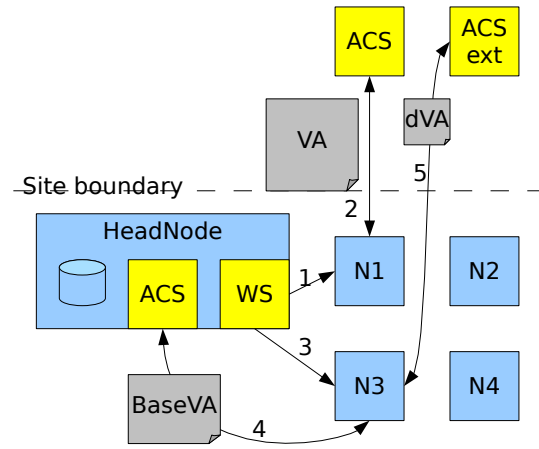 ACS
ACS
ext
VA
dVA
5
Site boundary
2
HeadNode
ACS
WS
1
N1
N2
3
N3
N4
BaseVA
4